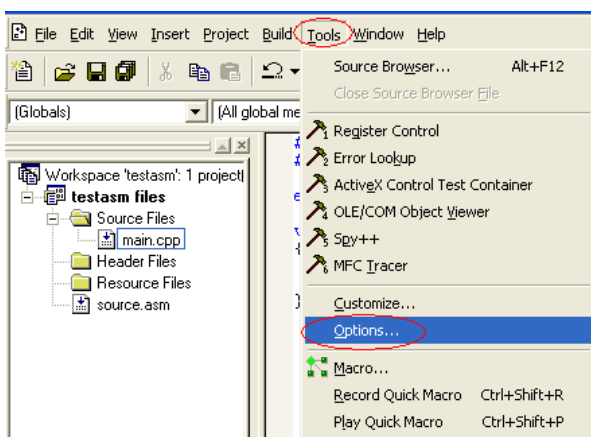 File Edit View Insert Project Build Tools Window Help
Source Browser... Alt+F12
Close Source Browser File
(Globals) (All global me
Register Control
Error Lookup
ActiveX Control Test Container
OLE/COM Object Viewer
Spy++
MFC Tracer
Customize...
Options...
Macro...
Record Quick Macro Ctrl+Shift+R
Play Quick Macro Ctrl+Shift+P
Workspace 'testasm': 1 project
testasm files
Source Files
main.cpp
Header Files
Resource Files
source.asm